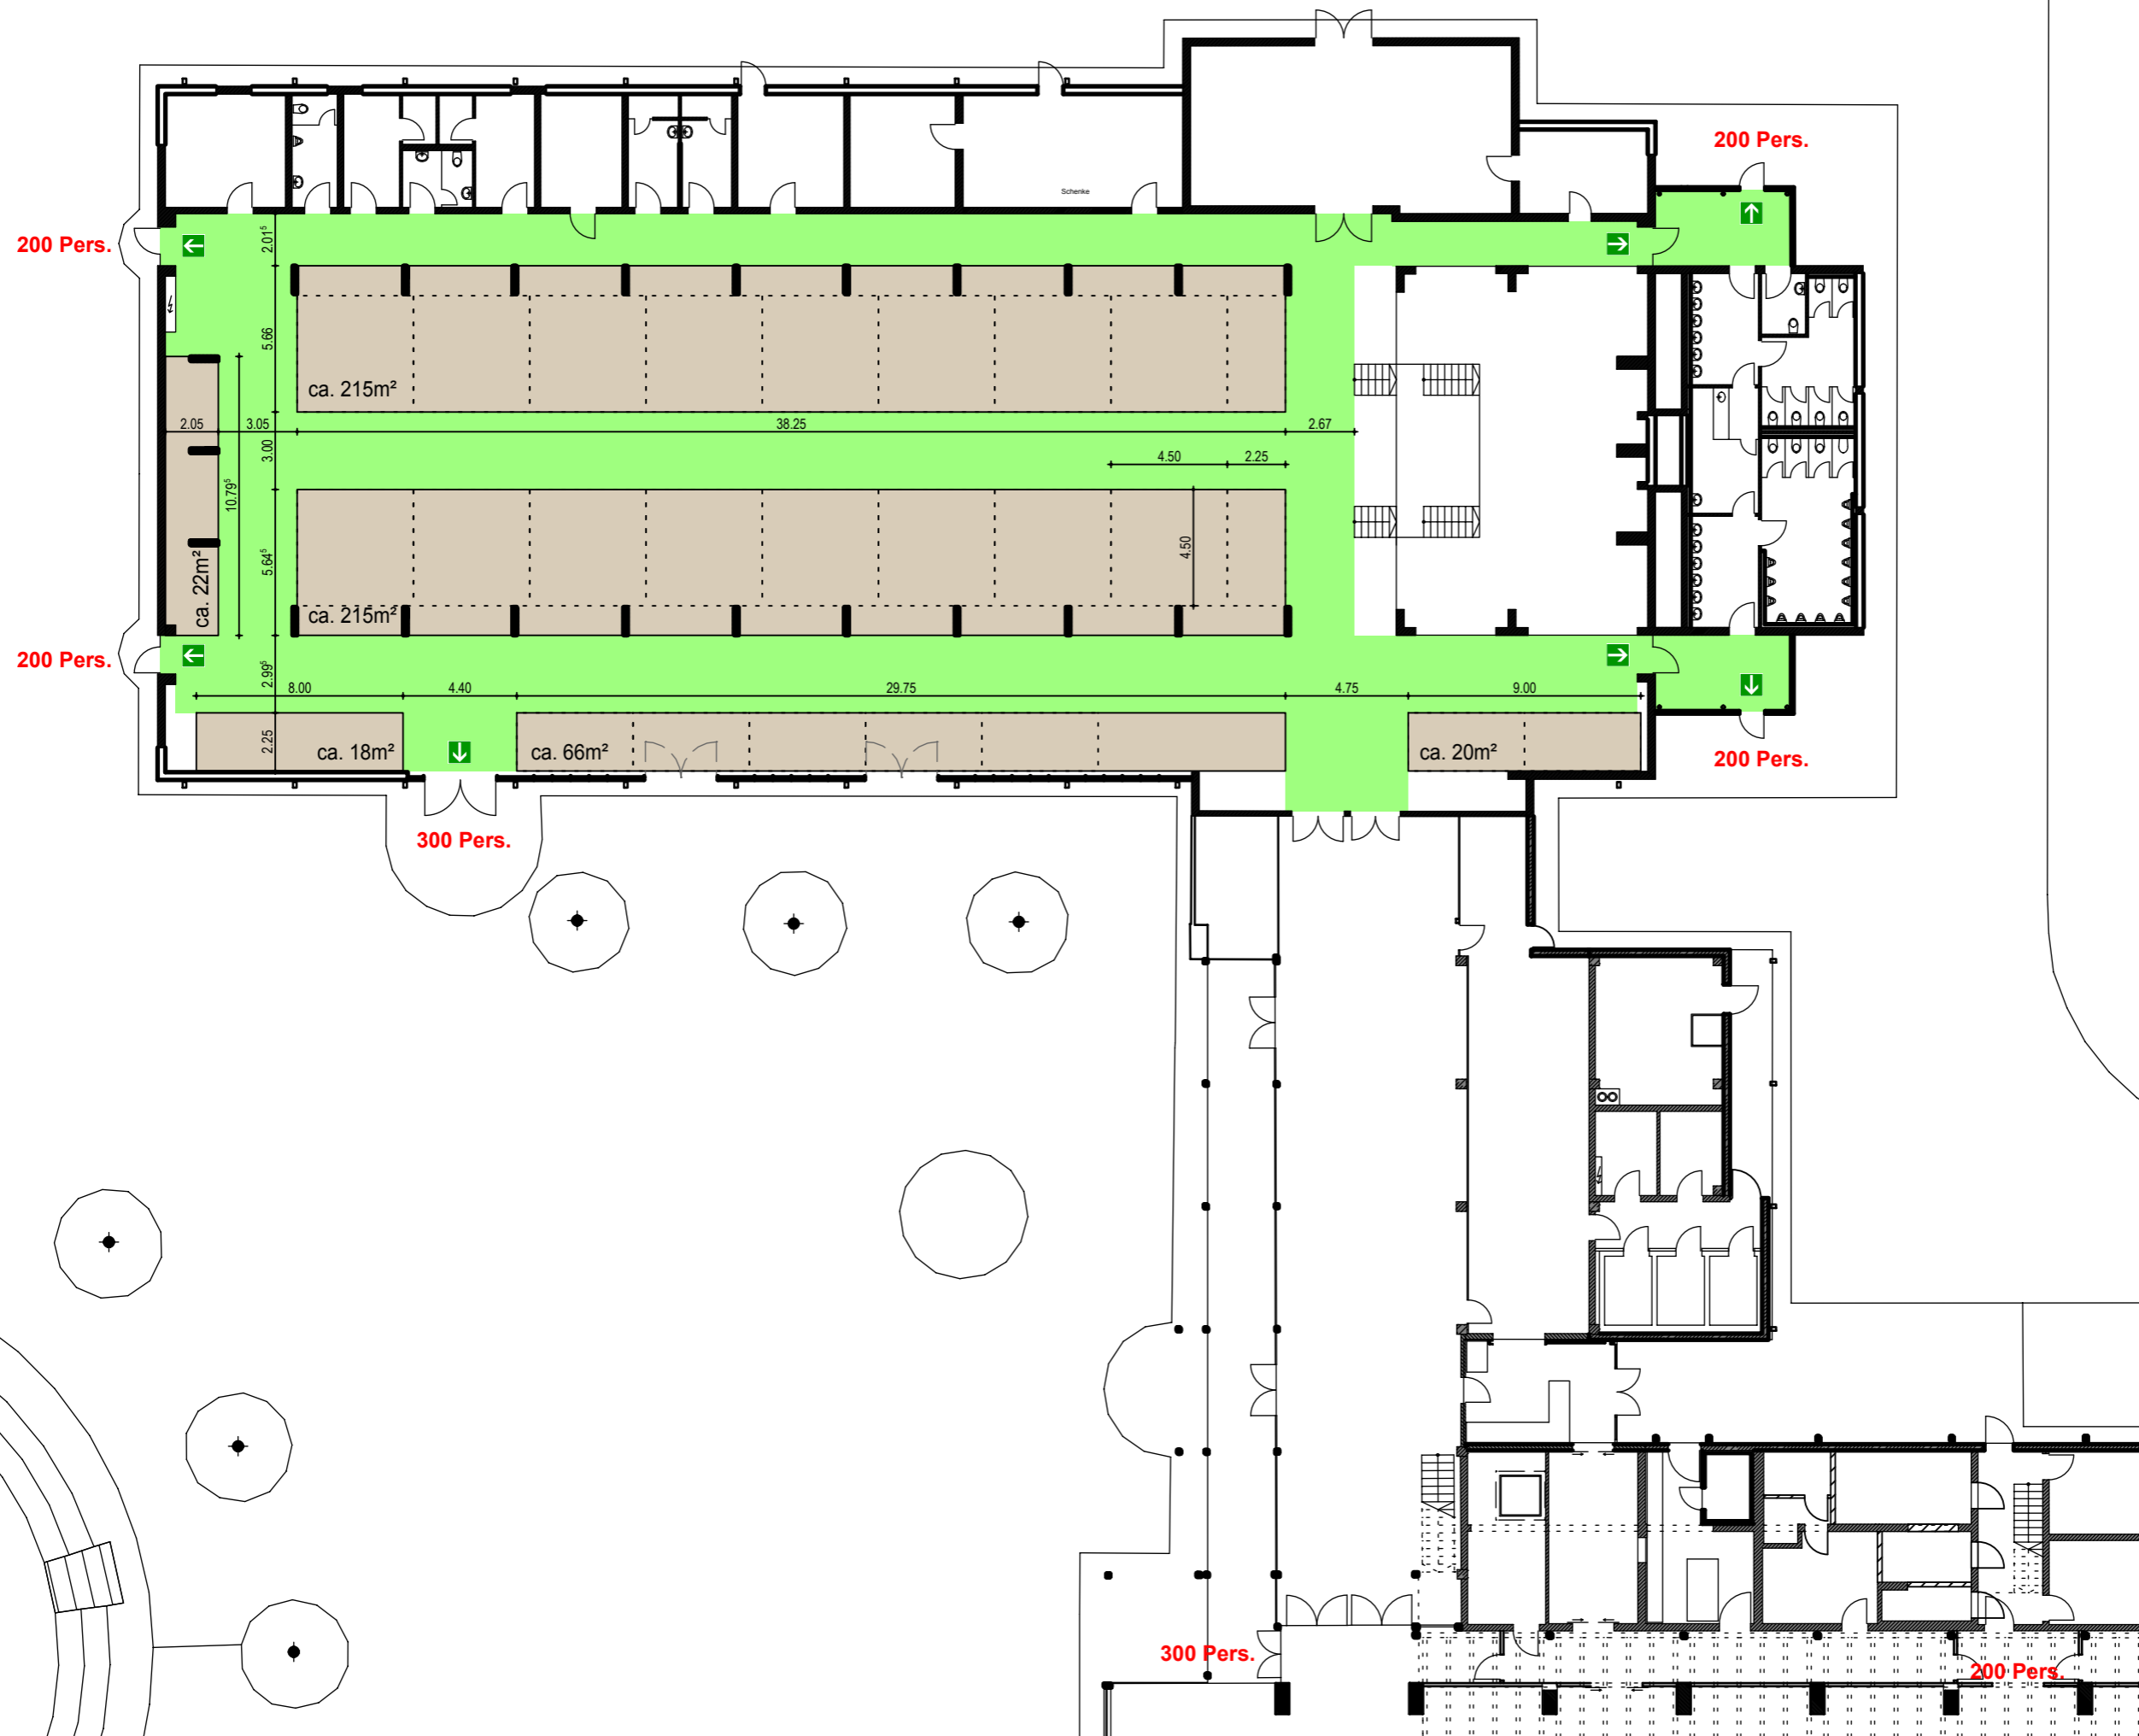 200 Pers.
Schenke
200 Pers.
2.01⁵
5.66
ca. 215m²
2.05
3.05
38.25
2.67
3.00
4.50
2.25
10.79⁵
4.50
5.64⁵
ca. 22m²
ca. 215m²
200 Pers.
2.99⁵
8.00
4.40
29.75
4.75
9.00
2.25
ca. 18m²
ca. 66m²
ca. 20m²
200 Pers.
300 Pers.
300 Pers.
200 Pers.